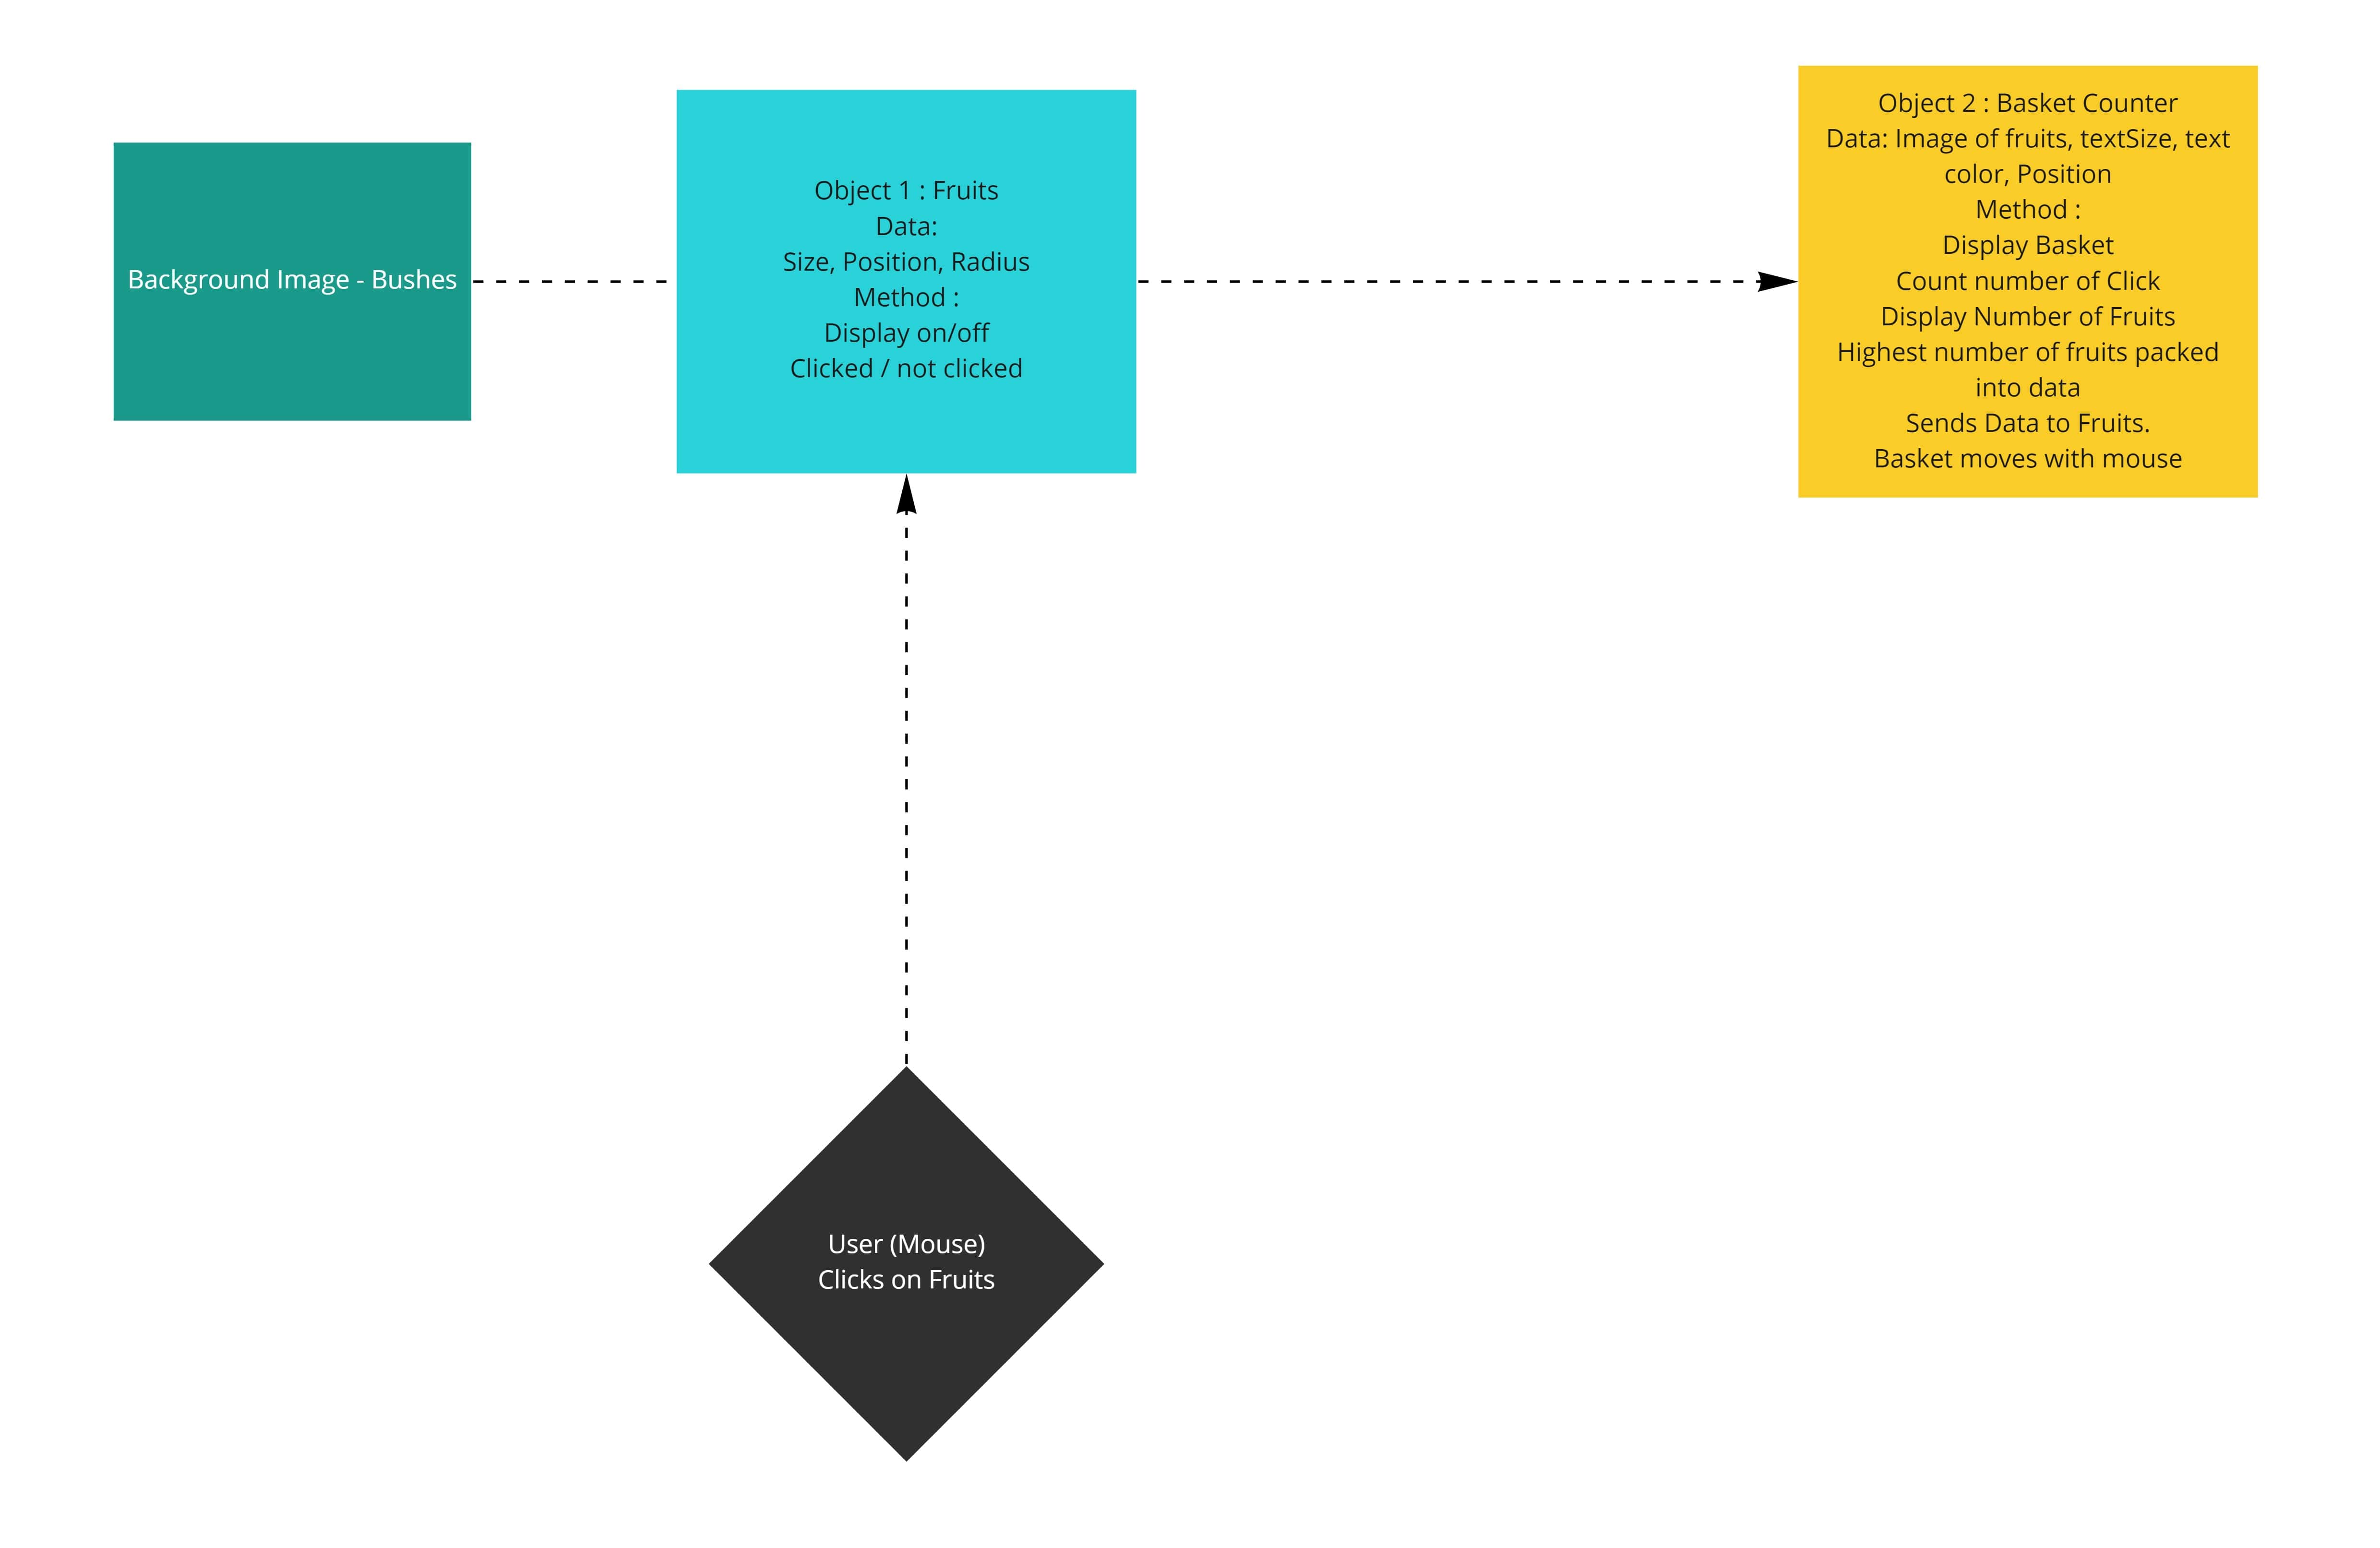 Background Image - Bushes
Object 1 : Fruits
Data:
Size, Position, Radius
Method :
Display on/off
Clicked / not clicked
Object 2 : Basket Counter
Data: Image of fruits, textSize, text
color, Position
Method :
Display Basket
Count number of Click
Display Number of Fruits
Highest number of fruits packed
into data
Sends Data to Fruits.
Basket moves with mouse
User (Mouse)
Clicks on Fruits